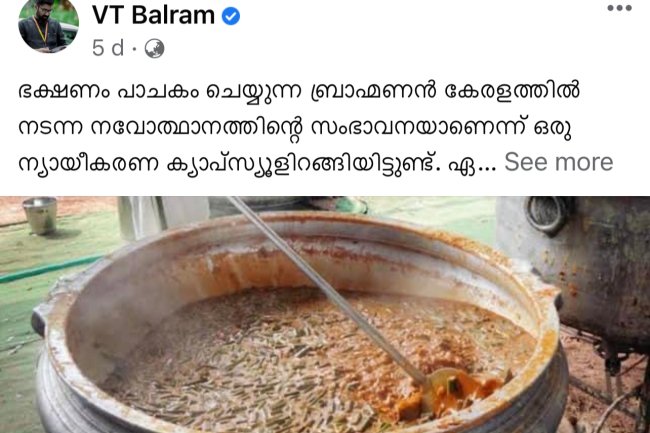 VT Balram
5 d ·
ഭക്ഷണം പാചകം ചെയ്യുന്ന ബ്രാഹ്മണൻ കേരളത്തിൽ
നടന്ന നവോത്ഥാനത്തിന്റെ സംഭാവനയാണെന്ന് ഒരു
ന്യായീകരണ ക്യാപ്സ്യൂളിറങ്ങിയിട്ടുണ്ട്. ഏ... See more